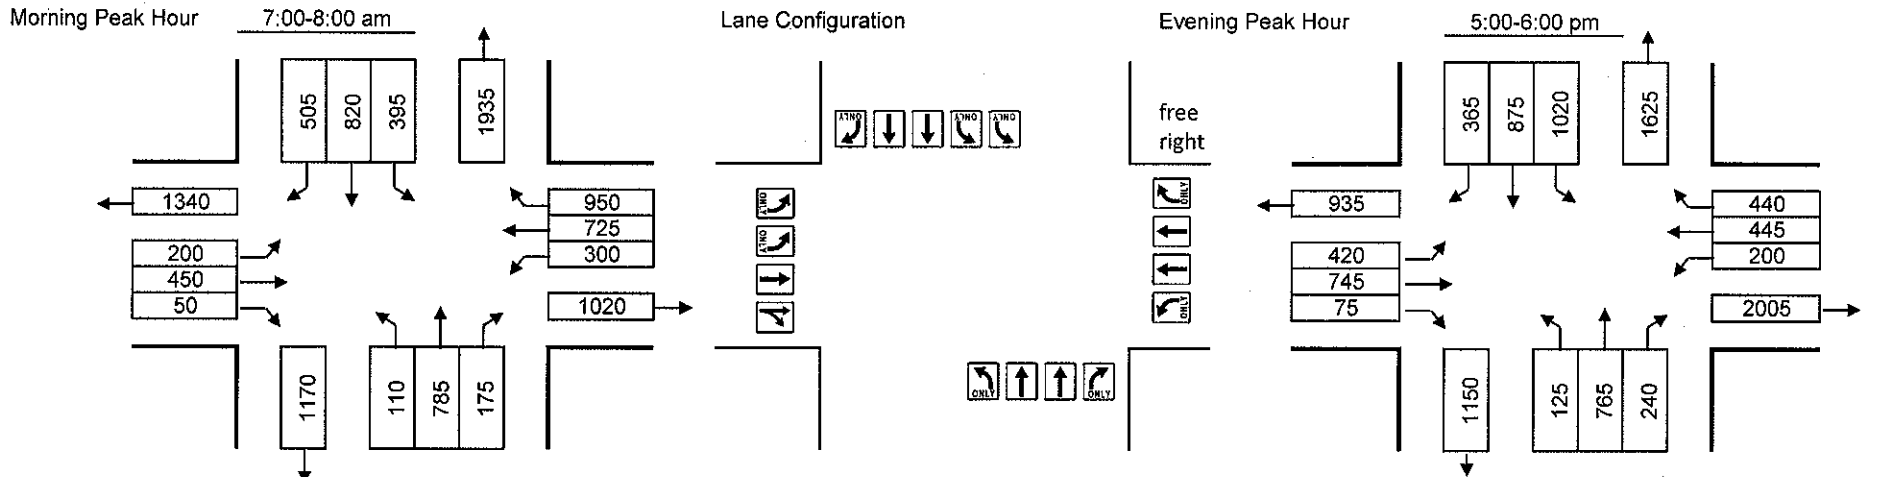 Morning Peak Hour 7:00-8:00 am
505 820 395 1935
1340
200
450
50
950
725
300
1020
1170 110 785 175
Lane Configuration
ONLY ONLY ONLY
free
right
ONLY
ONLY
ONLY
ONLY
ONLY ONLY
Evening Peak Hour 5:00-6:00 pm
365 875 1020 1625
935
420
745
75
440
445
200
2005
1150 125 765 240